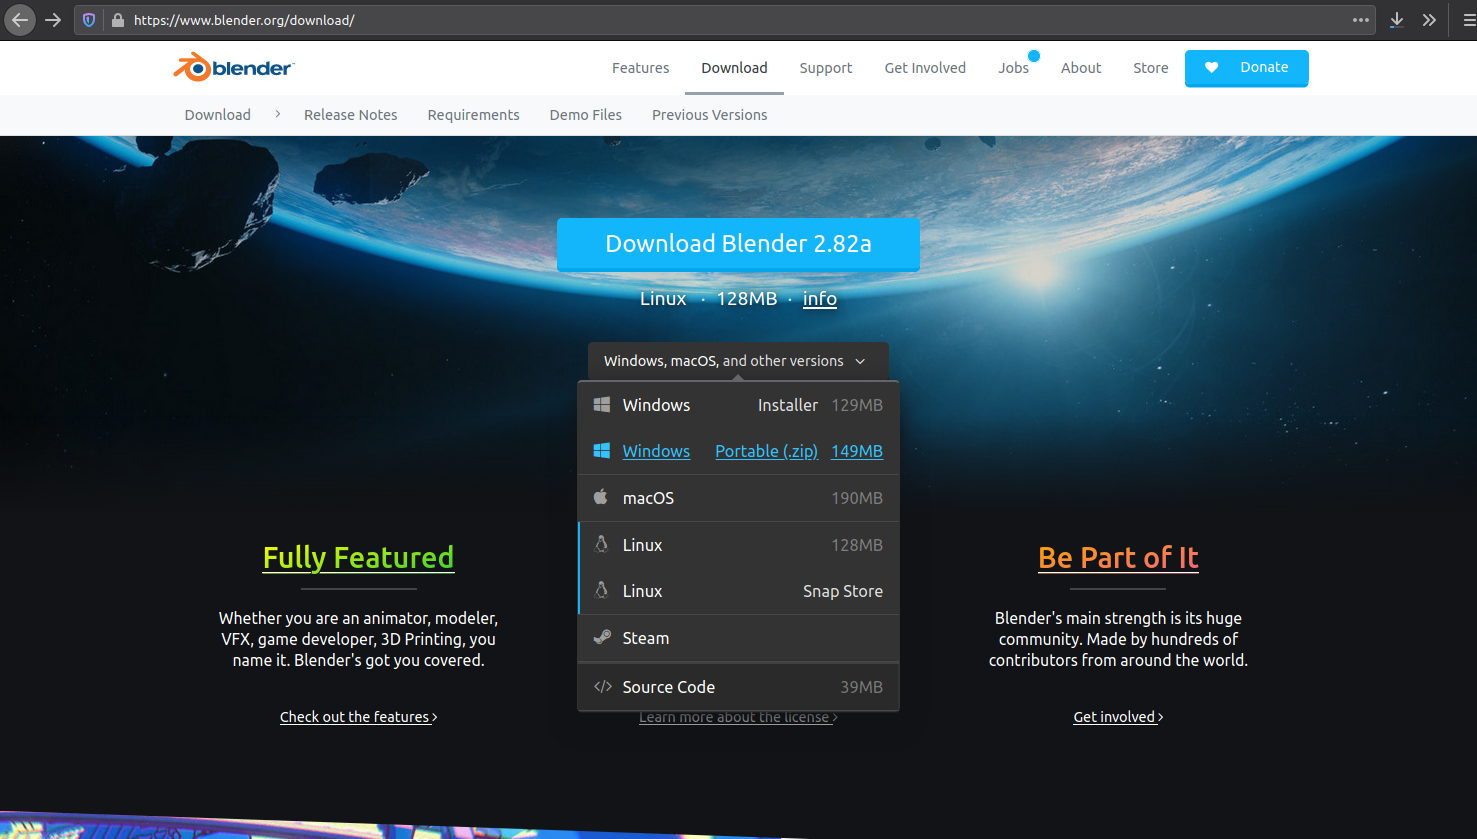 https://www.blender.org/download/
blender
Features Download Support Get Involved Jobs About Store Donate
Download Release Notes Requirements Demo Files Previous Versions
Download Blender 2.82a
Linux · 128MB · info
Windows, macOS, and other versions
Windows Installer 129MB
Windows Portable (.zip) 149MB
macOS 190MB
Linux 128MB
Linux Snap Store
Steam
</> Source Code 39MB
Fully Featured
Whether you are an animator, modeler,
VFX, game developer, 3D Printing, you
name it. Blender's got you covered.
Check out the features ›
Learn more about the license ›
Be Part of It
Blender's main strength is its huge
community. Made by hundreds of
contributors from around the world.
Get involved ›